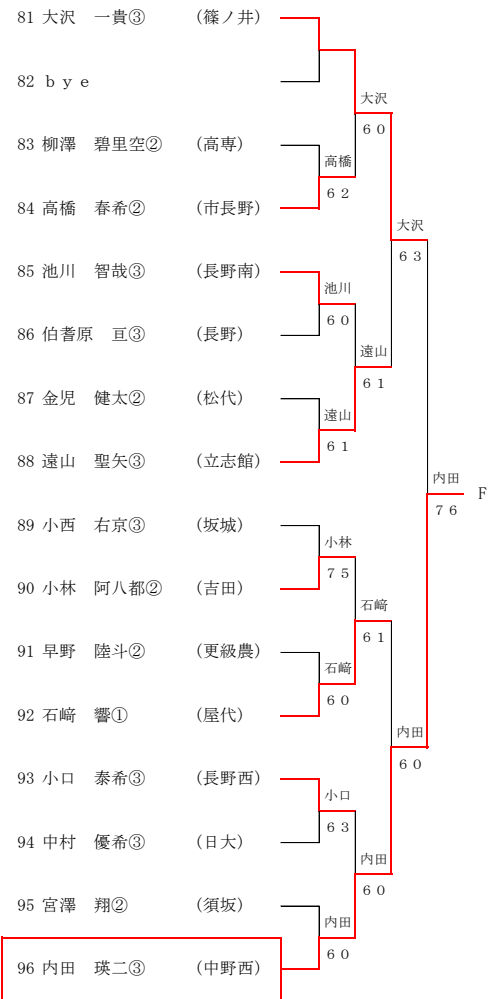 81 大沢　一貴③ (篠ノ井)
82 ｂｙｅ
大沢
６０
83 柳澤　碧里空② (高専)
高橋
６２
84 高橋　春希② (市長野)
大沢
６３
85 池川　智哉③ (長野南)
池川
６０
86 伯耆原　亘③ (長野)
遠山
６１
87 金児　健太② (松代)
遠山
６１
88 遠山　聖矢③ (立志館)
内田
７６
F
89 小西　右京③ (坂城)
小林
７５
90 小林　阿八都② (吉田)
石﨑
６１
91 早野　陸斗② (更級農)
石﨑
６０
92 石﨑　響① (屋代)
内田
６０
93 小口　泰希③ (長野西)
小口
６３
94 中村　優希③ (日大)
内田
６０
95 宮澤　翔② (須坂)
内田
６０
96 内田　瑛二③ (中野西)